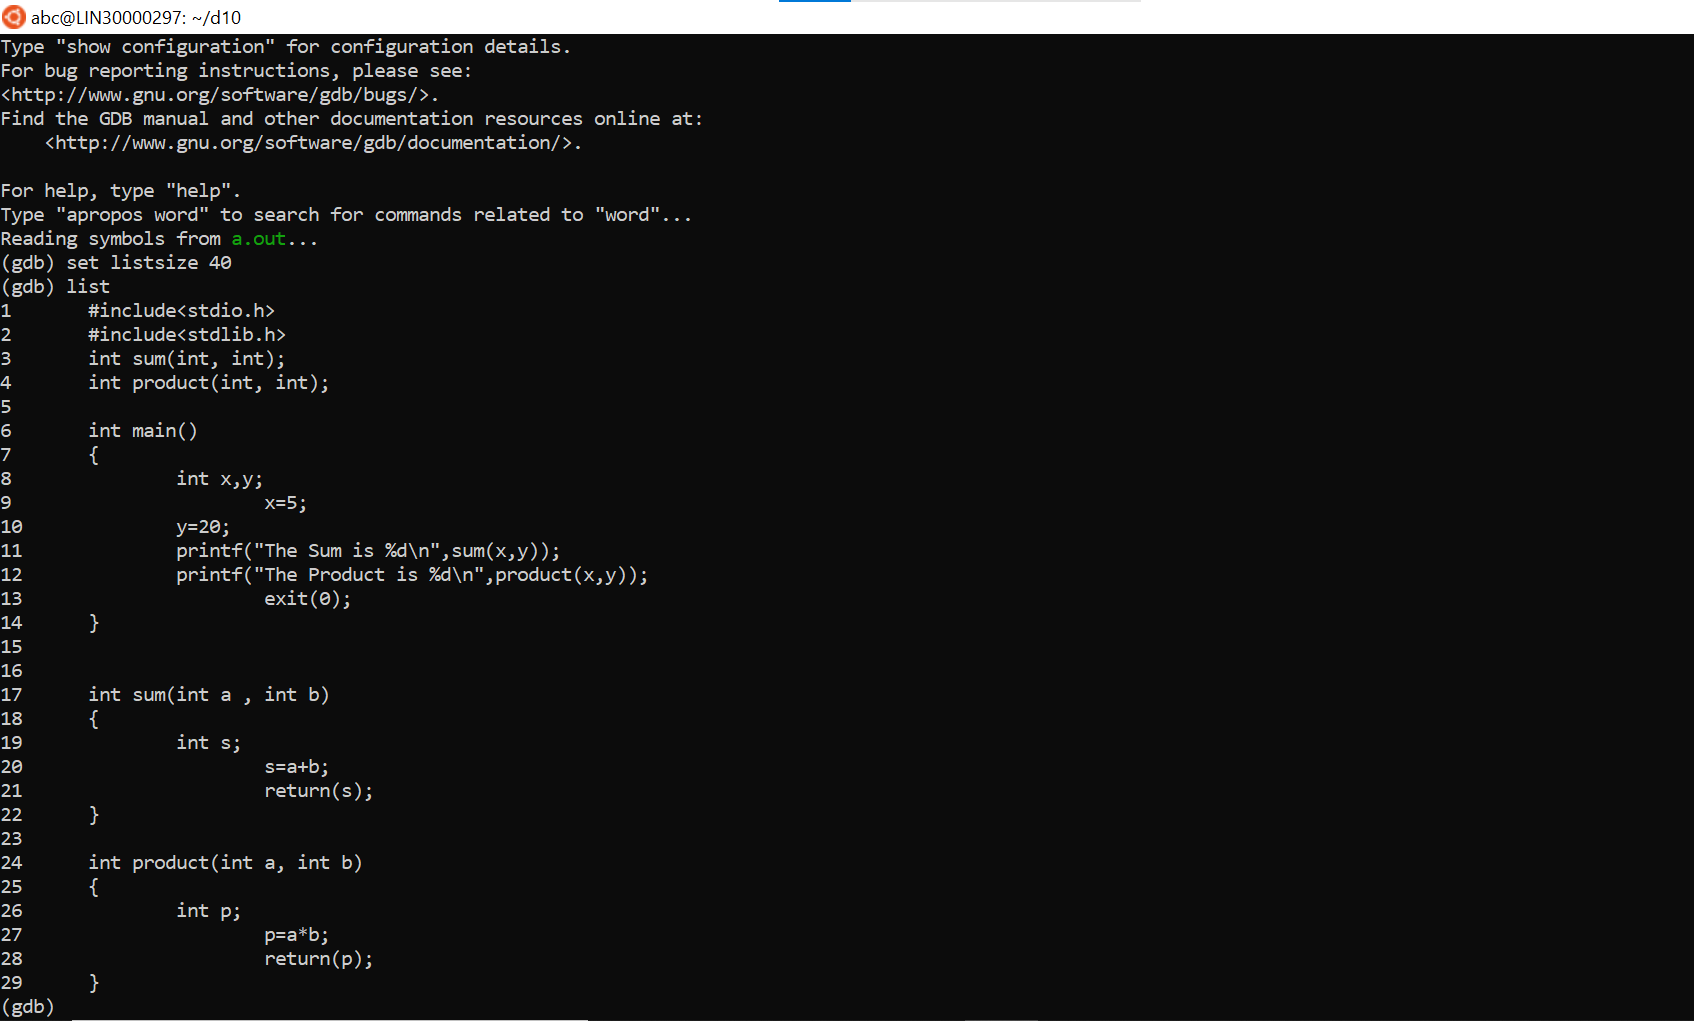 abc@LIN30000297: ~/d10
Type "show configuration" for configuration details.
For bug reporting instructions, please see:
<http://www.gnu.org/software/gdb/bugs/>.
Find the GDB manual and other documentation resources online at:
    <http://www.gnu.org/software/gdb/documentation/>.

For help, type "help".
Type "apropos word" to search for commands related to "word"...
Reading symbols from a.out...
(gdb) set listsize 40
(gdb) list
1       #include<stdio.h>
2       #include<stdlib.h>
3       int sum(int, int);
4       int product(int, int);
5
6       int main()
7       {
8               int x,y;
9                       x=5;
10              y=20;
11              printf("The Sum is %d\n",sum(x,y));
12              printf("The Product is %d\n",product(x,y));
13                      exit(0);
14      }
15
16
17      int sum(int a , int b)
18      {
19              int s;
20                      s=a+b;
21                      return(s);
22      }
23
24      int product(int a, int b)
25      {
26              int p;
27                      p=a*b;
28                      return(p);
29      }
(gdb)